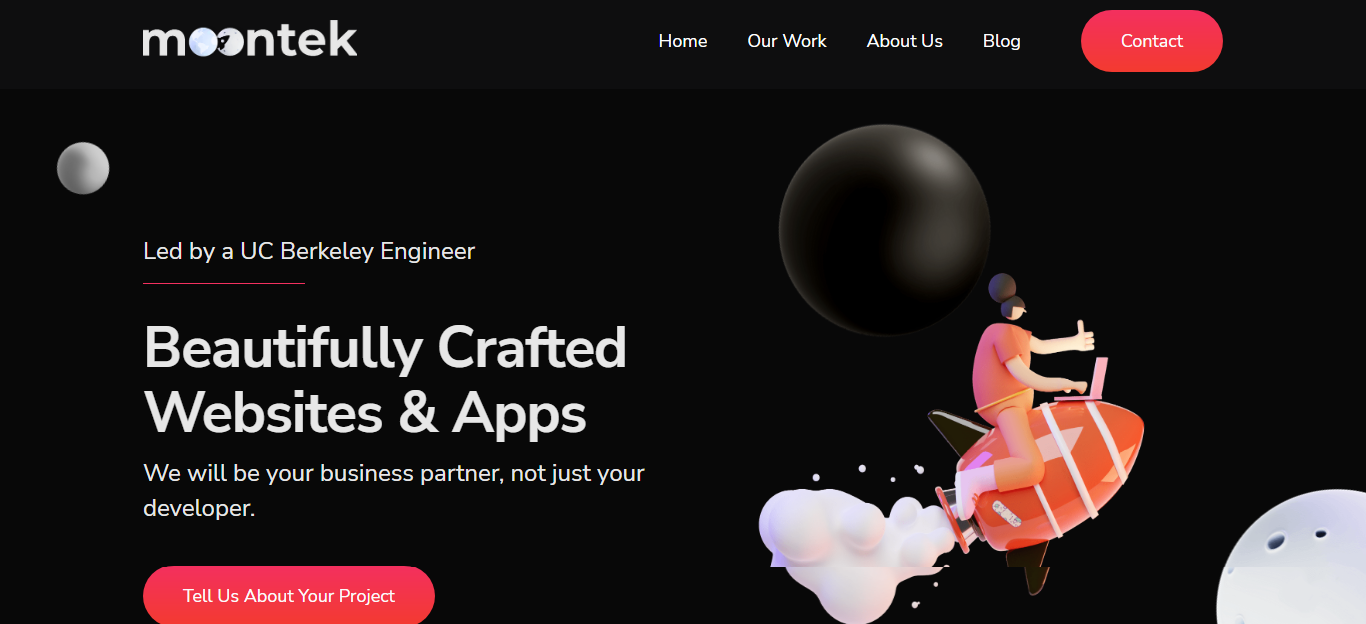 moontek
Home
Our Work
About Us
Blog
Contact
Led by a UC Berkeley Engineer
Beautifully Crafted
Websites & Apps
We will be your business partner, not just your
developer.
Tell Us About Your Project